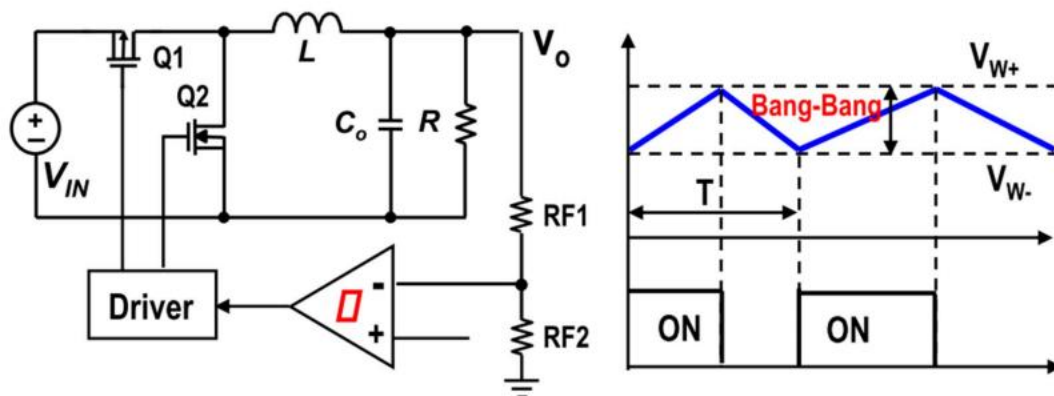 Q1
L
Vo
Q2
Co
R
VIN
+
−
RF1
Driver
-
+
RF2
VW+
Bang-Bang
VW-
T
ON
ON